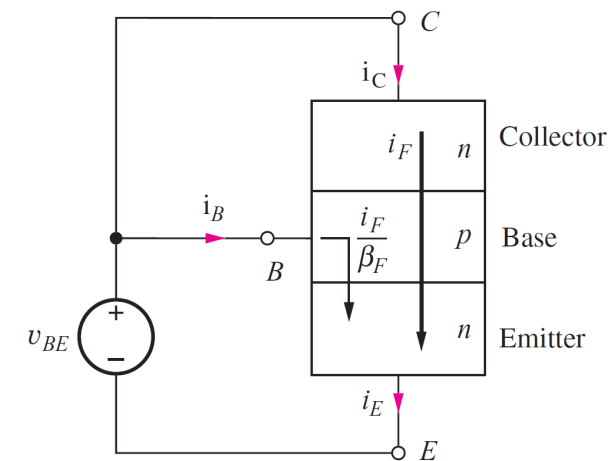 C
i_C
i_F n Collector
i_B
i_F
β_F
p Base
B
+
v_BE
−
n Emitter
i_E
E